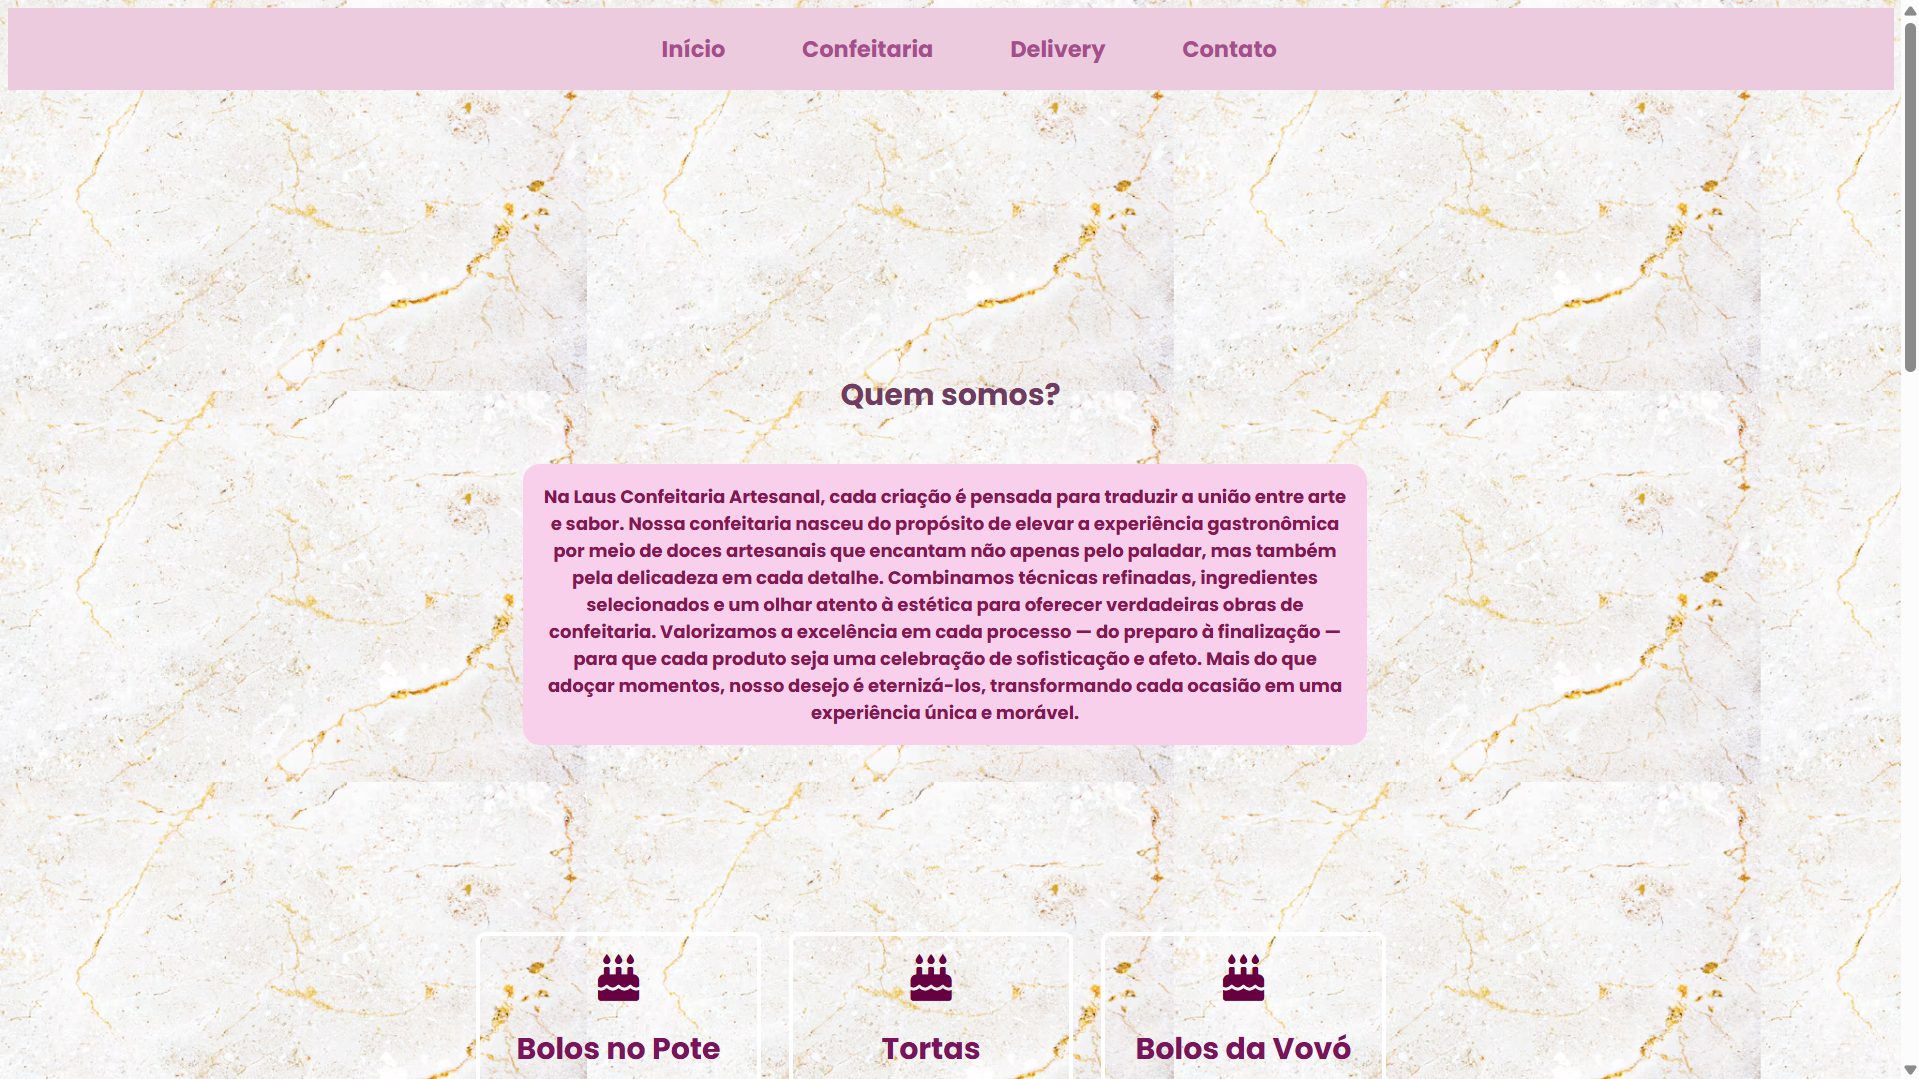 Início Confeitaria Delivery Contato
Quem somos?
Na Laus Confeitaria Artesanal, cada criação é pensada para traduzir a união entre arte
e sabor. Nossa confeitaria nasceu do propósito de elevar a experiência gastronômica
por meio de doces artesanais que encantam não apenas pelo paladar, mas também
pela delicadeza em cada detalhe. Combinamos técnicas refinadas, ingredientes
selecionados e um olhar atento à estética para oferecer verdadeiras obras de
confeitaria. Valorizamos a excelência em cada processo — do preparo à finalização —
para que cada produto seja uma celebração de sofisticação e afeto. Mais do que
adoçar momentos, nosso desejo é eternizá-los, transformando cada ocasião em uma
experiência única e morável.
Bolos no Pote Tortas Bolos da Vovó